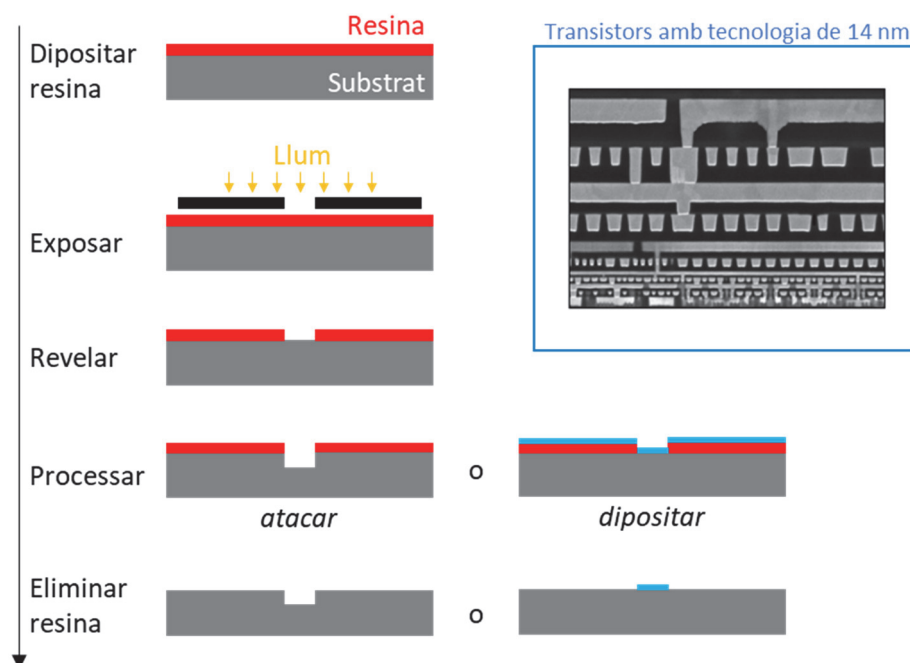 Resina
Transistors amb tecnologia de 14 nm
Dipositar
resina
Substrat
Llum
Exposar
Revelar
Processar
o
atacar
dipositar
Eliminar
resina
o